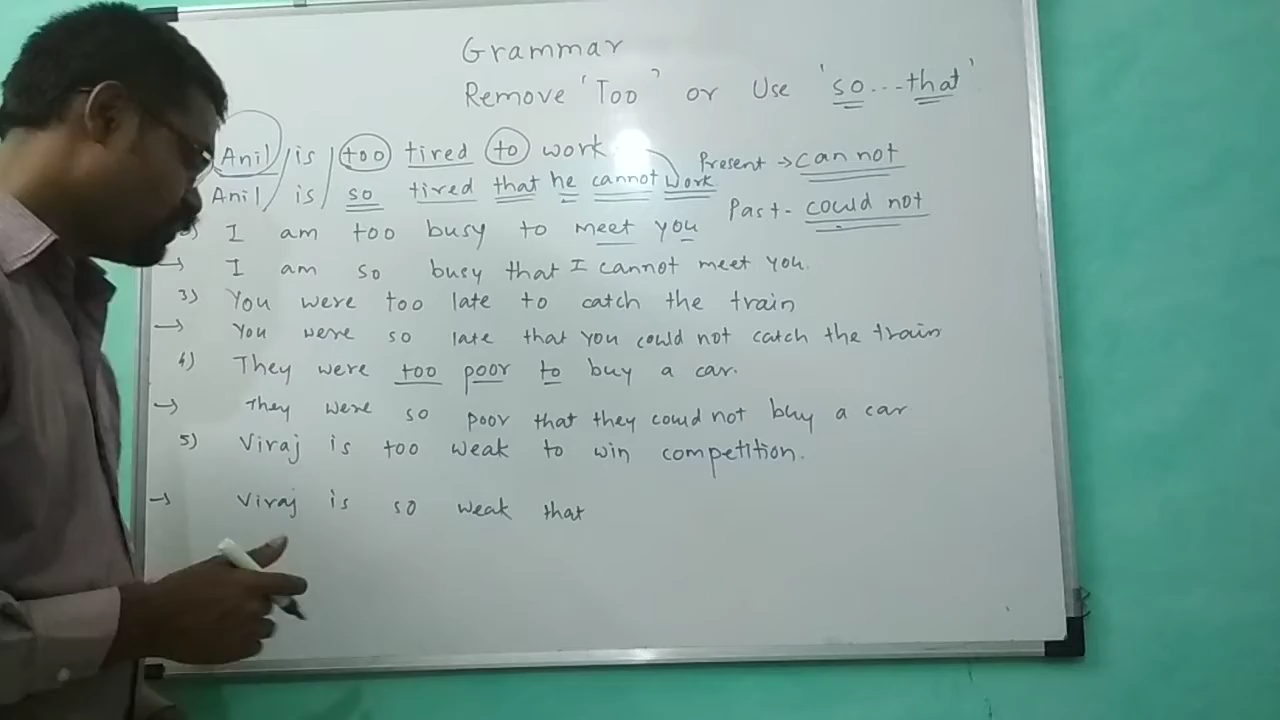 Grammar
Remove 'Too' or Use 'so...that'
Anil / is / too tired to work
Present → cannot
Anil / is / so tired that he cannot work
Past - could not
I am too busy to meet you
→ I am so busy that I cannot meet you.
3) You were too late to catch the train
→ You were so late that you could not catch the train
4) They were too poor to buy a car.
→ They were so poor that they could not buy a car
5) Viraj is too weak to win competition.
→ Viraj is so weak that